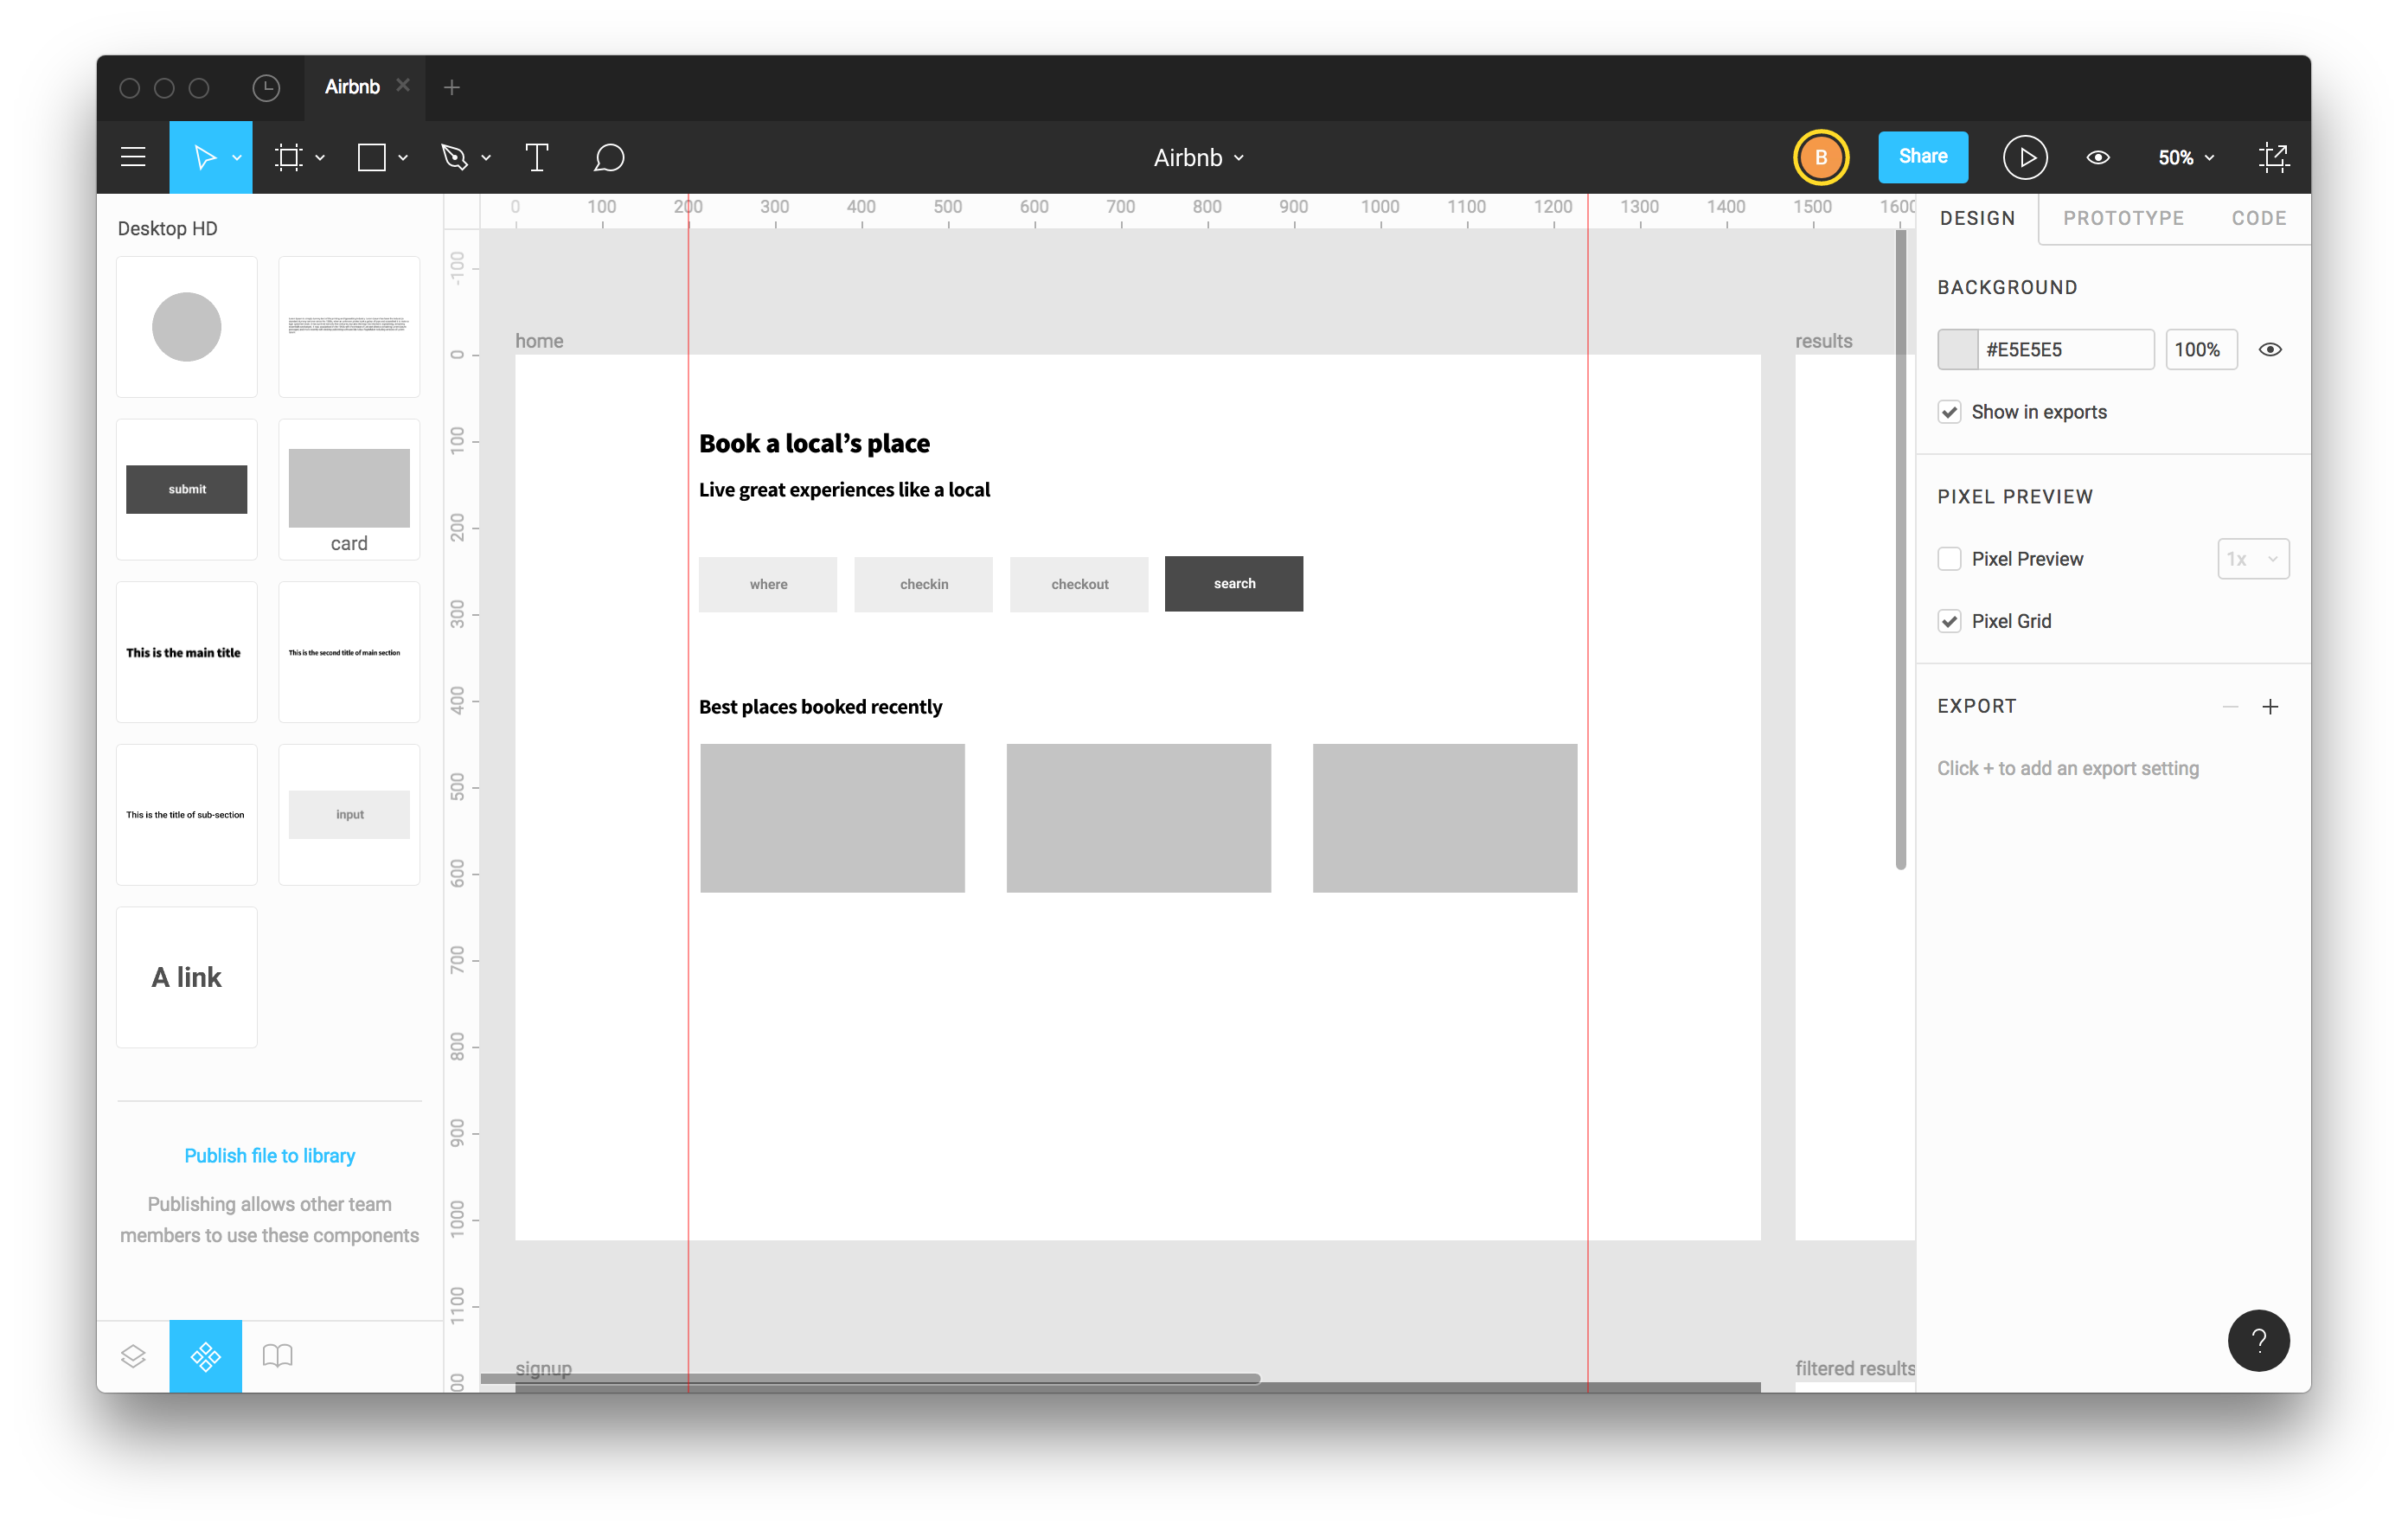 Airbnb
Airbnb
B
Share
50%
Desktop HD
submit
card
This is the main title
This is the second title of main section
This is the title of sub-section
input
A link
Publish file to library
Publishing allows other team
members to use these components
0 100 200 300 400 500 600 700 800 900 1000 1100 1200 1300 1400 1500 1600
-100
0
100
200
300
400
500
600
700
800
900
1000
1100
00
home
results
Book a local’s place
Live great experiences like a local
where
checkin
checkout
search
Best places booked recently
signup
filtered results
DESIGN
PROTOTYPE
CODE
BACKGROUND
#E5E5E5
100%
Show in exports
PIXEL PREVIEW
Pixel Preview
1x
Pixel Grid
EXPORT
Click + to add an export setting
?